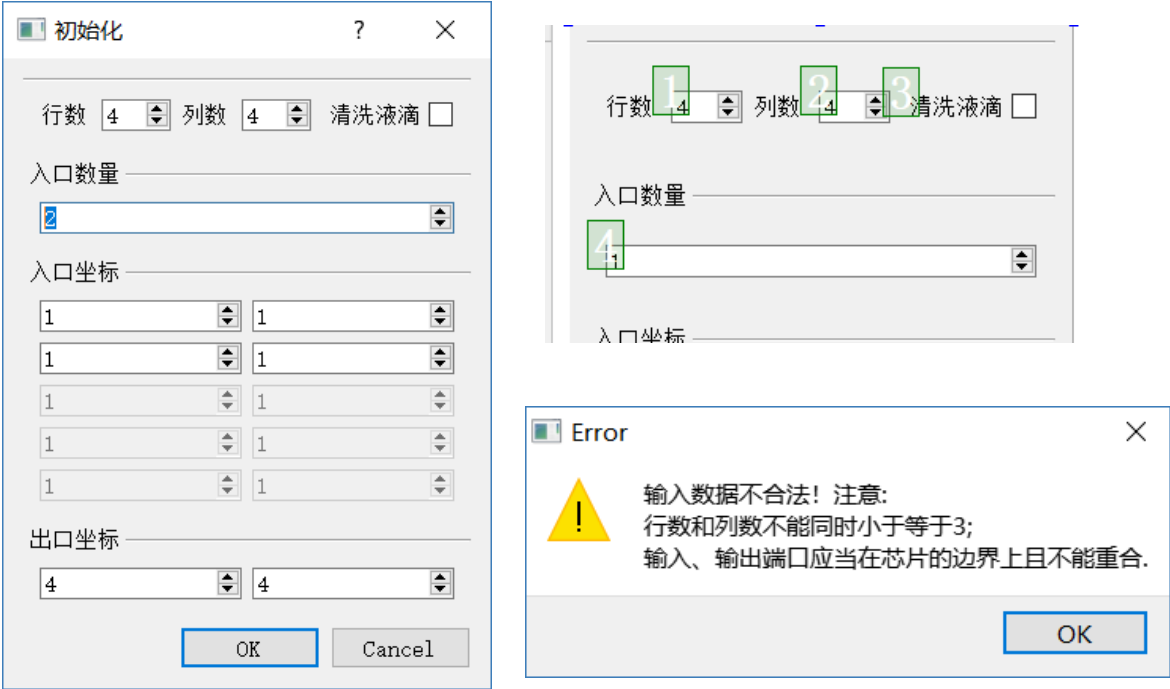 初始化 ?
行数 4 列数 4 清洗液滴
入口数量
2
入口坐标
1 1
1 1
1 1
1 1
1 1
出口坐标
4 4
OK Cancel
1 2 3
行数 4 列数 4 清洗液滴
入口数量
4
1
入口坐标
Error
输入数据不合法！注意:
行数和列数不能同时小于等于3;
输入、输出端口应当在芯片的边界上且不能重合.
OK